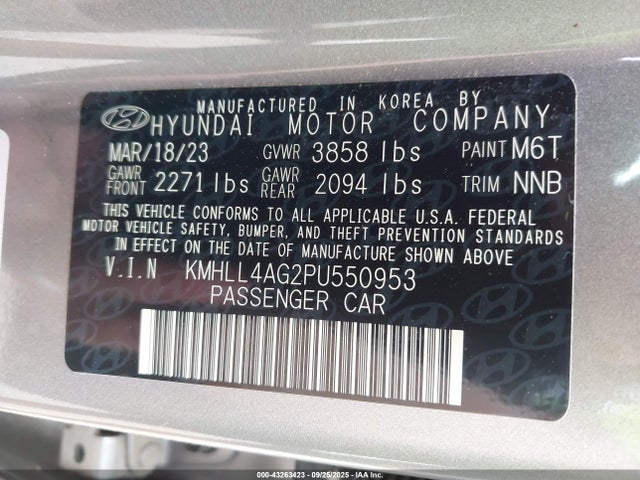 MANUFACTURED IN KOREA BY
HYUNDAI MOTOR COMPANY
MAR/18/23 GVWR 3858 lbs PAINT M6T
GAWR FRONT 2271 lbs GAWR REAR 2094 lbs TRIM NNB
THIS VEHICLE CONFORMS TO ALL APPLICABLE U.S.A. FEDERAL
MOTOR VEHICLE SAFETY, BUMPER, AND THEFT PREVENTION STANDARDS
IN EFFECT ON THE DATE OF MANUFACTURE SHOWN ABOVE
V.I.N KMHLL4AG2PU550953
PASSENGER CAR
000-43263423 - 09/25/2025 - IAA Inc.